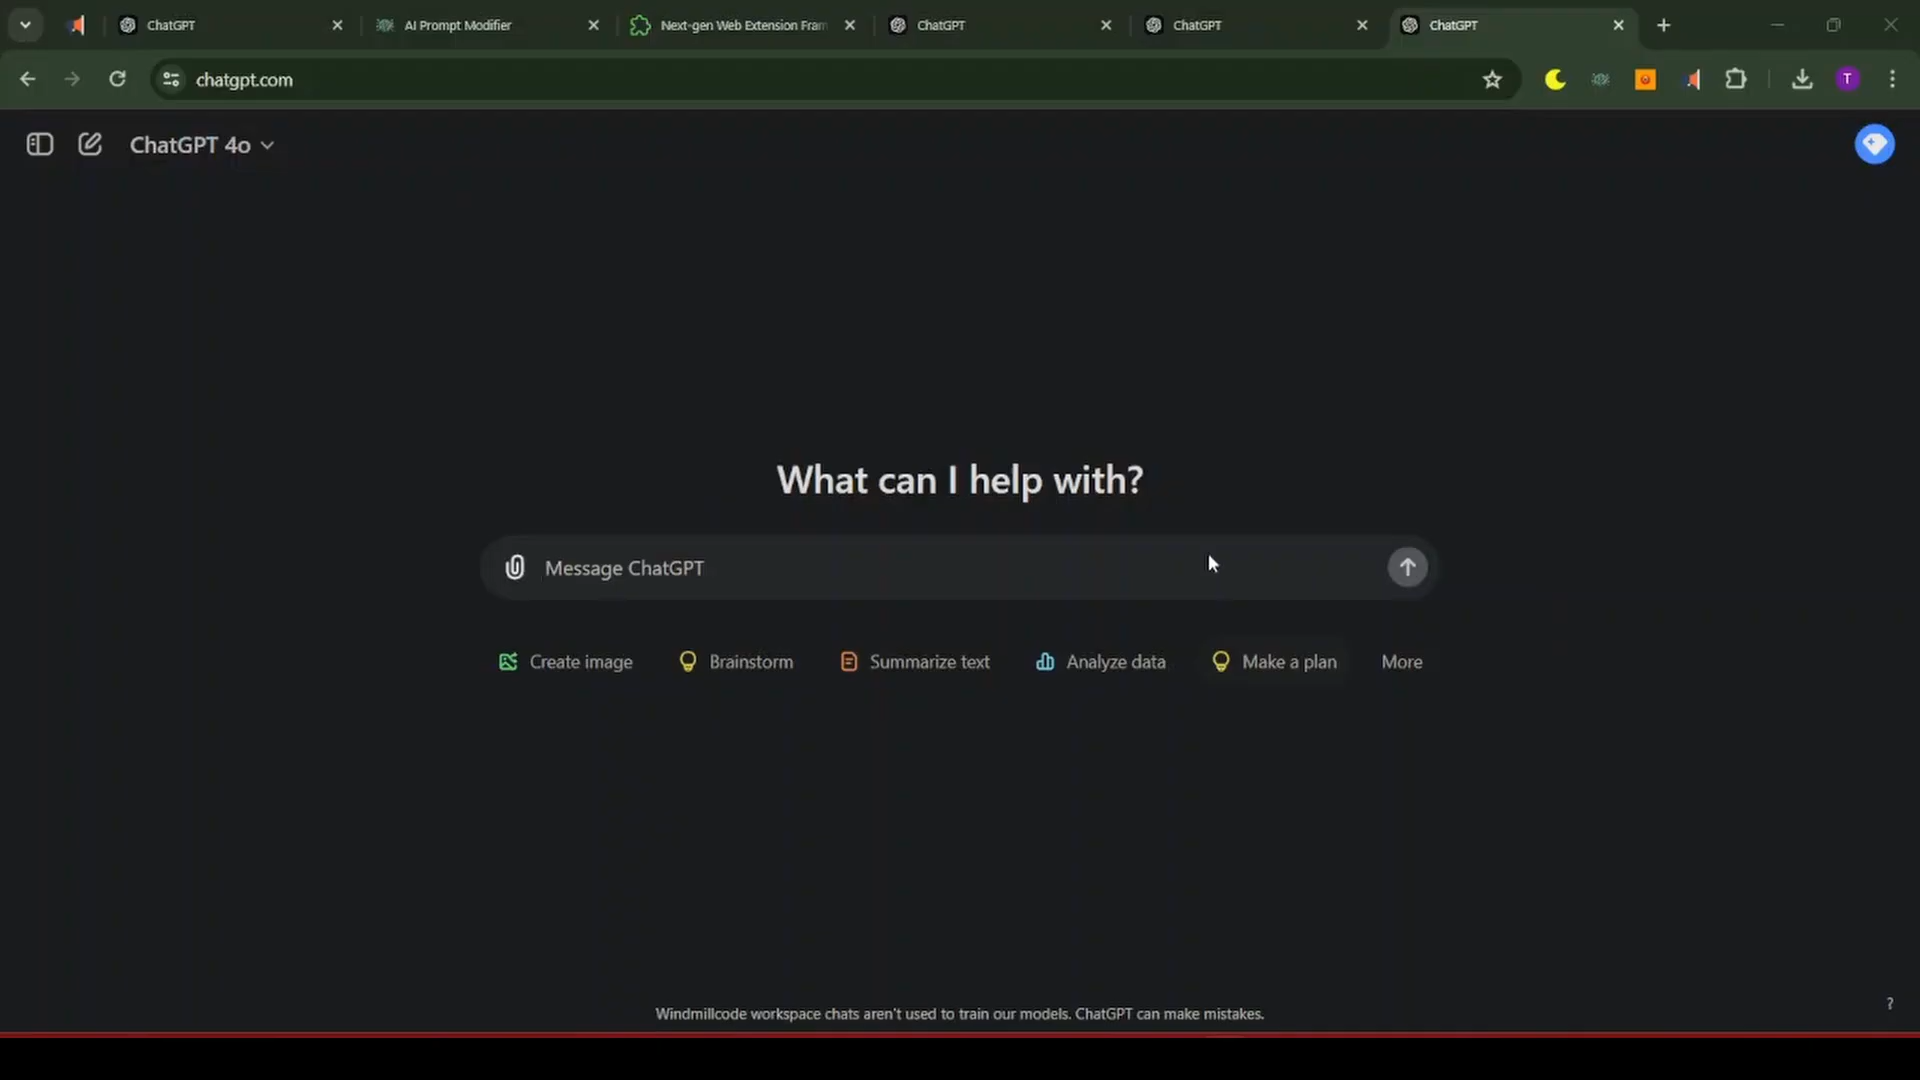 ChatGPT
AI Prompt Modifier
Next-gen Web Extension Fram
ChatGPT
ChatGPT
ChatGPT
chatgpt.com
T
ChatGPT 4o
What can I help with?
Message ChatGPT
Create image
Brainstorm
Summarize text
Analyze data
Make a plan
More
Windmillcode workspace chats aren't used to train our models. ChatGPT can make mistakes.
?